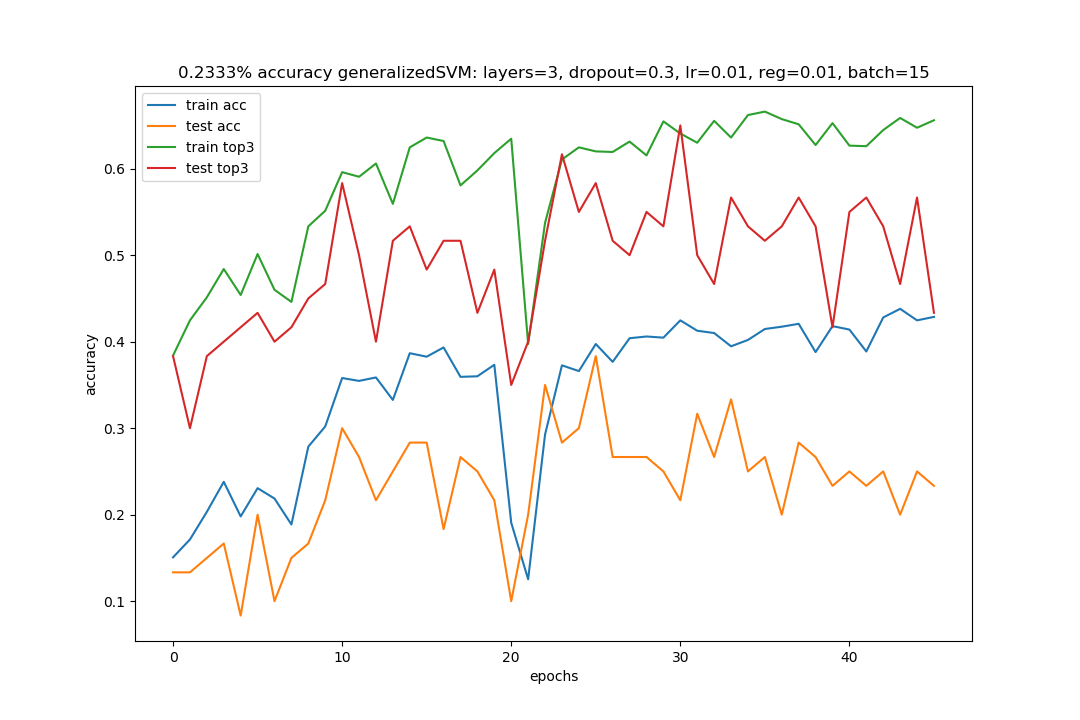 0.2333% accuracy generalizedSVM: layers=3, dropout=0.3, lr=0.01, reg=0.01, batch=15
train acc
test acc
train top3
test top3
0.6
0.5
0.4
0.3
0.2
0.1
accuracy
0 10 20 30 40
epochs